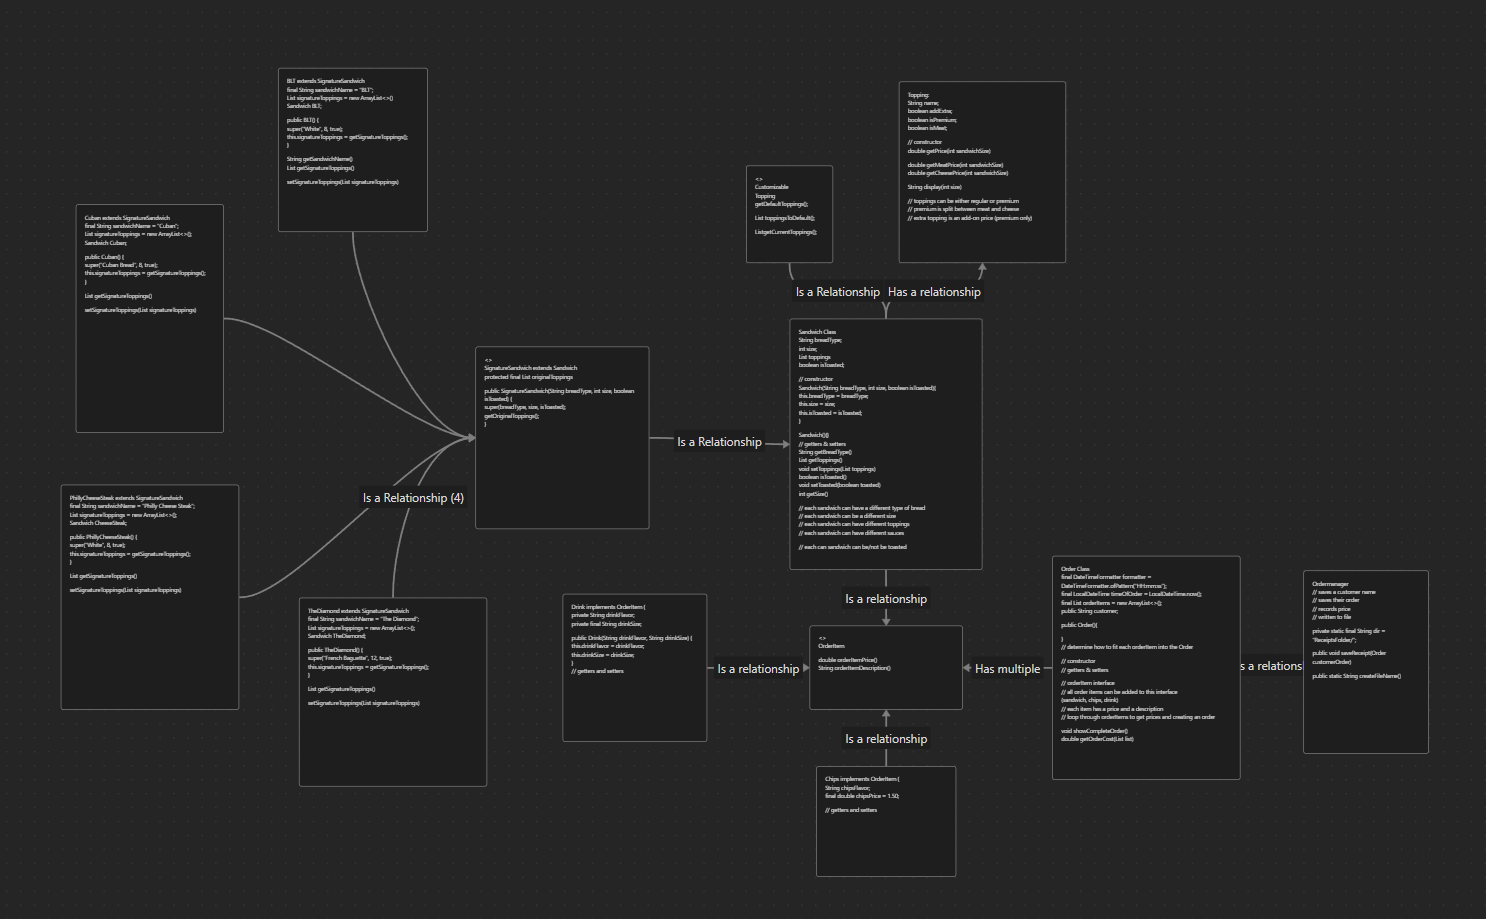 BLT extends SignatureSandwich
final String sandwichName = "BLT";
List signatureToppings = new ArrayList<>()
Sandwich BLT;
public BLT() {
super("White", 8, true);
this.signatureToppings = getSignatureToppings();
}
String getSandwichName()
List getSignatureToppings()
setSignatureToppings(List signatureToppings)
Topping:
String name;
boolean addExtra;
boolean isPremium;
boolean isMeat;
// constructor
double getPrice(int sandwichSize)
double getMeatPrice(int sandwichSize)
double getCheesePrice(int sandwichSize)
String display(int size)
// toppings can be either regular or premium
// premium is split between meat and cheese
// extra topping is an add-on price (premium only)
<>
Customizable
Topping
getDefaultToppings();
List toppingsToDefault();
ListgetCurrentToppings();
Cuban extends SignatureSandwich
final String sandwichName = "Cuban";
List signatureToppings = new ArrayList<>();
Sandwich Cuban;
public Cuban() {
super("Cuban Bread", 8, true);
this.signatureToppings = getSignatureToppings();
}
List getSignatureToppings()
setSignatureToppings(List signatureToppings)
Is a Relationship
Has a relationship
<>
SignatureSandwich extends Sandwich
protected final List originalToppings
public SignatureSandwich(String breadType, int size, boolean
isToasted) {
super(breadType, size, isToasted);
getOriginalToppings();
}
Is a Relationship
Sandwich Class
String breadType;
int size;
List toppings
boolean isToasted;
// constructor
Sandwich(String breadType, int size, boolean isToasted){
this.breadType = breadType;
this.size = size;
this.isToasted = isToasted;
}
Sandwich(){}
// getters & setters
String getBreadType()
List getToppings()
void setToppings(List toppings)
boolean isToasted()
void setToasted(boolean toasted)
int getSize()
// each sandwich can have a different type of bread
// each sandwich can be a different size
// each sandwich can have different toppings
// each sandwich can have different sauces
// each can sandwich can be/not be toasted
Is a Relationship (4)
PhillyCheeseSteak extends SignatureSandwich
final String sandwichName = "Philly Cheese Steak";
List signatureToppings = new ArrayList<>();
Sandwich CheeseSteak;
public PhillyCheeseSteak() {
super("White", 8, true);
this.signatureToppings = getSignatureToppings();
}
List getSignatureToppings()
setSignatureToppings(List signatureToppings)
TheDiamond extends SignatureSandwich
final String sandwichName = "The Diamond";
List signatureToppings = new ArrayList<>();
Sandwich TheDiamond;
public TheDiamond() {
super("French Baguette", 12, true);
this.signatureToppings = getSignatureToppings();
}
List getSignatureToppings()
setSignatureToppings(List signatureToppings)
Drink implements OrderItem {
private String drinkFlavor;
private final String drinkSize;
public Drink(String drinkFlavor, String drinkSize) {
this.drinkFlavor = drinkFlavor;
this.drinkSize = drinkSize;
}
// getters and setters
Is a relationship
Is a relationship
<>
OrderItem
double orderItemPrice()
String orderItemDescription()
Has multiple
Order Class
final DateTimeFormatter formatter =
DateTimeFormatter.ofPattern("HH:mm:ss");
final LocalDateTime timeOfOrder = LocalDateTime.now();
final List orderItems = new ArrayList<>();
public String customer;
public Order(){
}
// determine how to fit each orderItem into the Order
// constructor
// getters & setters
// orderItem interface
// all order items can be added to this interface
(sandwich, chips, drink)
// each item has a price and a description
// loop through orderItems to get prices and creating an order
void showCompleteOrder()
double getOrderCost(List list)
s a relations
Ordermanager
// saves a customer name
// saves their order
// records price
// written to file
private static final String dir =
"ReceiptsFolder/";
public void saveReceipt(Order
customerOrder)
public static String createFileName()
Is a relationship
Chips implements OrderItem {
String chipsFlavor;
final double chipsPrice = 1.50;
// getters and setters